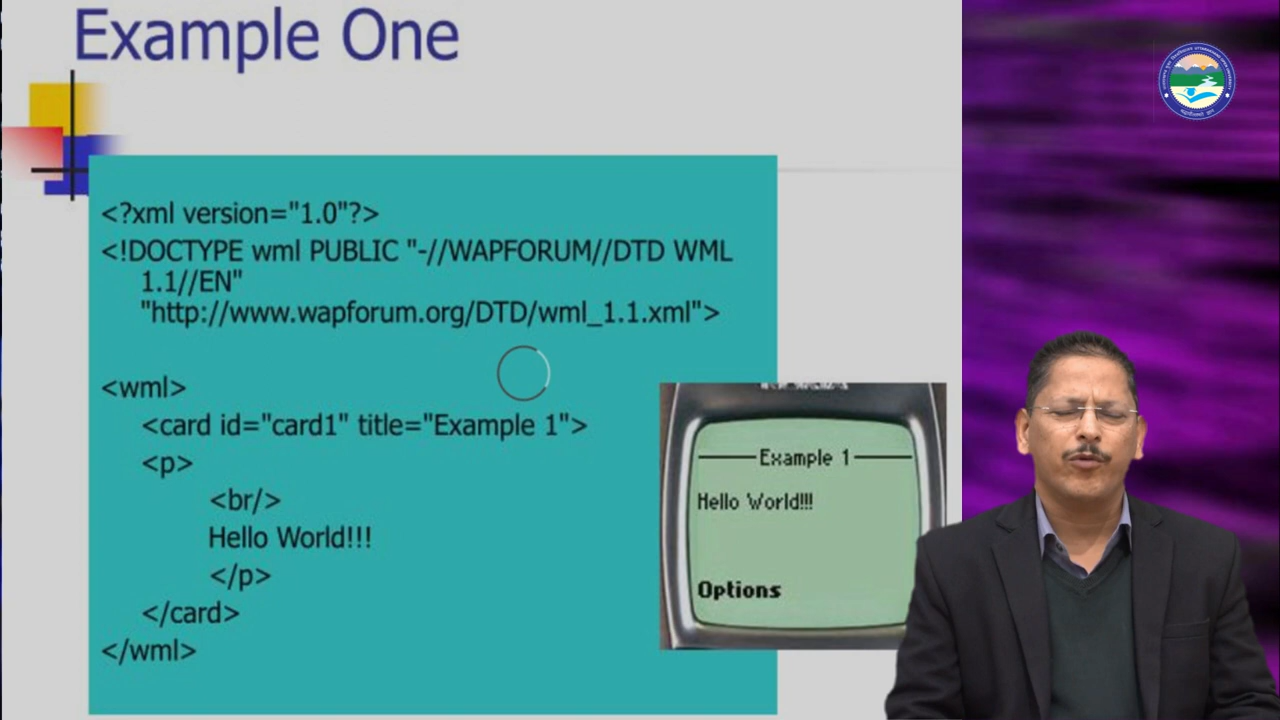 Example One
<?xml version="1.0"?>
<!DOCTYPE wml PUBLIC "-//WAPFORUM//DTD WML
1.1//EN"
"http://www.wapforum.org/DTD/wml_1.1.xml">
<wml>
<card id="card1" title="Example 1">
<p>
<br/>
Hello World!!!
</p>
</card>
</wml>
Example 1
Hello World!!!
Options